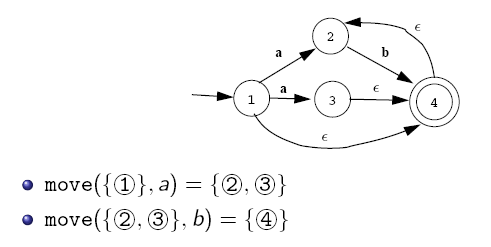 ϵ
2
a
b
1
a
3
ϵ
4
ϵ
move({①}, a) = {②, ③}
move({②, ③}, b) = {④}